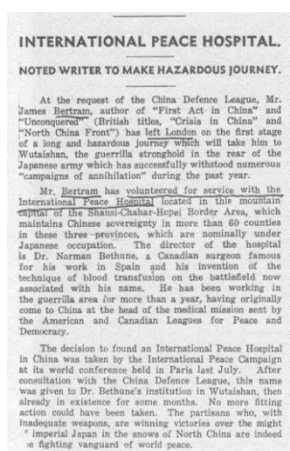 INTERNATIONAL PEACE HOSPITAL.
NOTED WRITER TO MAKE HAZARDOUS JOURNEY.
At the request of the China Defence League, Mr.
James Bertram, author of "First Act in China" and
"Unconquered" (British titles, "Crisis in China" and
"North China Front") has left London on the first stage
of a long and hazardous journey which will take him to
Wutaishan, the guerrilla stronghold in the rear of the
Japanese army which has successfully withstood numerous
"campaigns of annihilation" during the past year.
Mr. Bertram has volunteered for service with the
International Peace Hospital located in this mountain
capital of the Shansi-Chahar-Hopei Border Area, which
maintains Chinese sovereignty in more than 60 counties
in these three provinces, which are nominally under
Japanese occupation. The director of the hospital
is Dr. Norman Bethune, a Canadian surgeon famous
for his work in Spain and his invention of the
technique of blood transfusion on the battlefield now
associated with his name. He has been working in
the guerilla area for more than a year, having originally
come to China at the head of the medical mission sent by
the American and Canadian Leagues for Peace and
Democracy.
The decision to found an International Peace Hospital
in China was taken by the International Peace Campaign
at its world conference held in Paris last July. After
consultation with the China Defence League, this name
was given to Dr. Bethune's institution in Wutaishan, then
already in existence for some months. No more fitting
action could have been taken. The partisans who, with
inadequate weapons, are winning victories over the might
imperial Japan in the snows of North China are indeed
fighting vanguard of world peace.